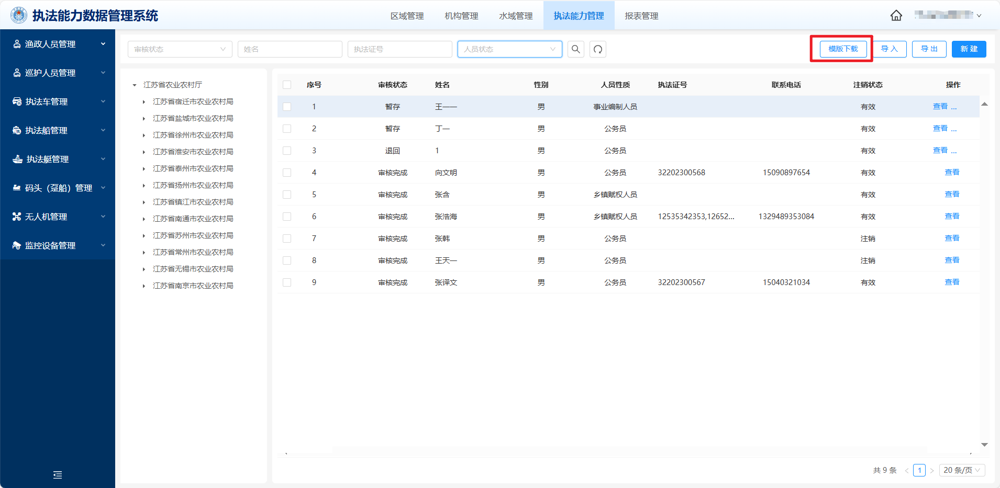 执法能力数据管理系统
区域管理 机构管理 水域管理 执法能力管理 报表管理
渔政人员管理
巡护人员管理
执法车管理
执法船管理
执法艇管理
码头（趸船）管理
无人机管理
监控设备管理
审核状态 姓名 执法证号 人员状态 模版下载 导入 导出 新建
江苏省农业农村厅
江苏省宿迁市农业农村局
江苏省盐城市农业农村局
江苏省徐州市农业农村局
江苏省淮安市农业农村局
江苏省泰州市农业农村局
江苏省扬州市农业农村局
江苏省镇江市农业农村局
江苏省南通市农业农村局
江苏省苏州市农业农村局
江苏省常州市农业农村局
江苏省无锡市农业农村局
江苏省南京市农业农村局
序号 审核状态 姓名 性别 人员性质 执法证号 联系电话 注销状态 操作
1 暂存 王一一 男 事业编制人员 有效 查看 ...
2 暂存 丁一 男 公务员 有效 查看 ...
3 退回 1 男 公务员 有效 查看 ...
4 审核完成 向文明 男 公务员 32202300568 15090897654 有效 查看
5 审核完成 张含 男 乡镇赋权人员 有效 查看
6 审核完成 张浩海 男 乡镇赋权人员 12535342353,12652... 1329489353084 有效 查看
7 审核完成 张韩 男 公务员 注销 查看
8 审核完成 王天一 男 公务员 注销 查看
9 审核完成 张译文 男 公务员 32202300567 15040321034 有效 查看
共 9 条 < 1 > 20 条/页